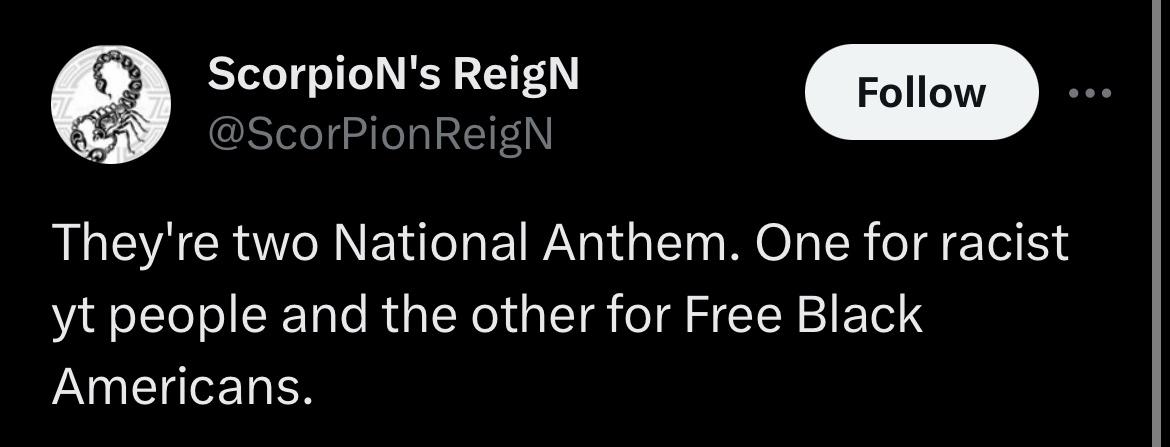 ScorpioN's ReigN
@ScorPionReigN
Follow
They're two National Anthem. One for racist
yt people and the other for Free Black
Americans.